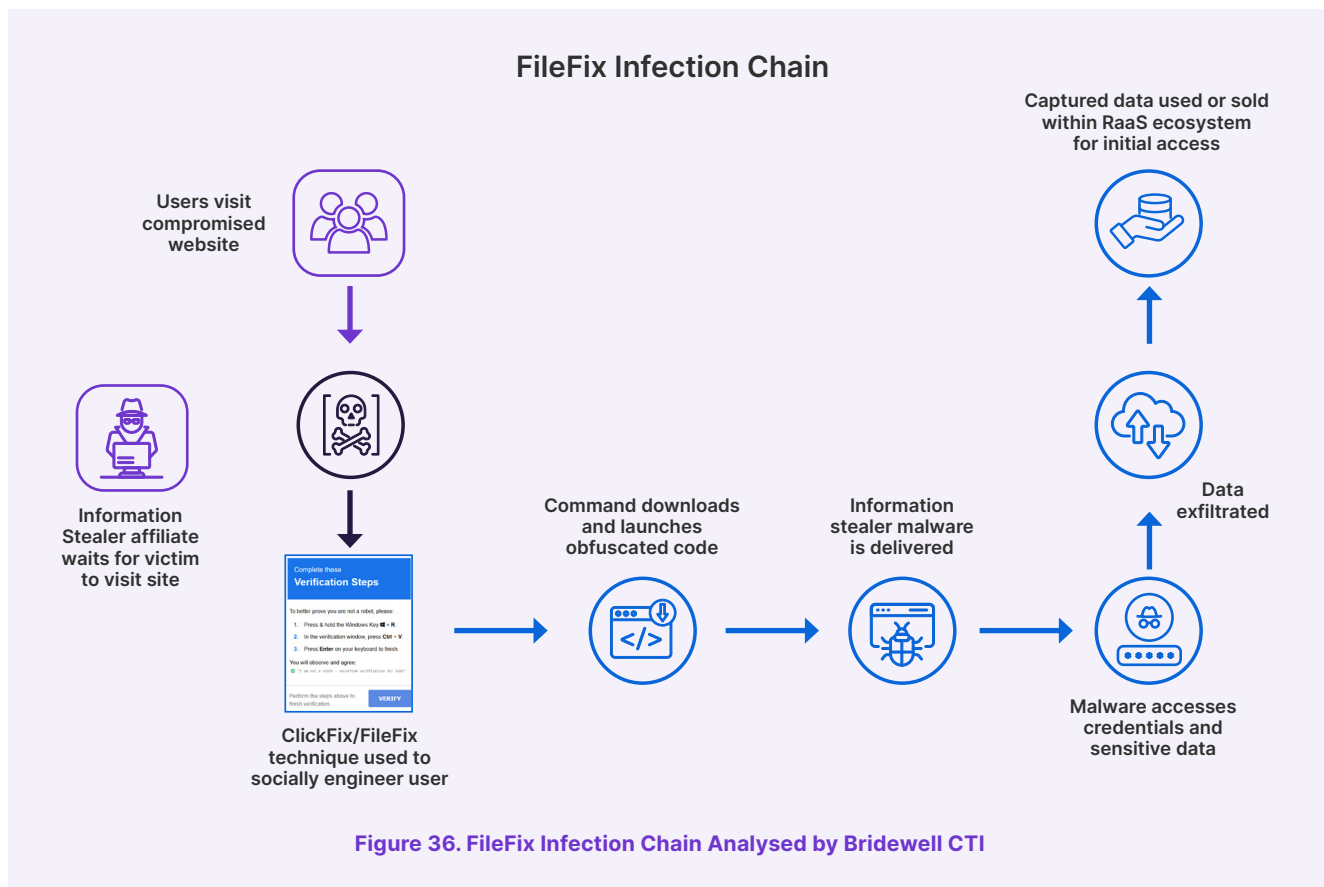 FileFix Infection Chain
Captured data used or sold
within RaaS ecosystem
for initial access
Users visit
compromised
website
Information
Stealer affiliate
waits for victim
to visit site
Complete these
Verification Steps
To better prove you are not a robot, please:
1. Press & hold the Windows Key + R.
2. In the verification window, press Ctrl + V.
3. Press Enter on your keyboard to finish.
You will observe and agree:
Perform the steps above to
finish verification.
VERIFY
ClickFix/FileFix
technique used to
socially engineer user
Command downloads
and launches
obfuscated code
</>
Information
stealer malware
is delivered
Data
exfiltrated
Malware accesses
credentials and
sensitive data
Figure 36. FileFix Infection Chain Analysed by Bridewell CTI